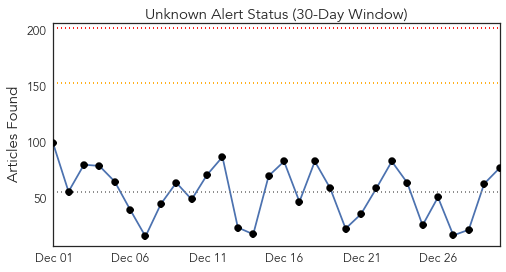 Unknown Alert Status (30-Day Window)
200
150
100
50
Articles Found
Dec 01 Dec 06 Dec 11 Dec 16 Dec 21 Dec 26